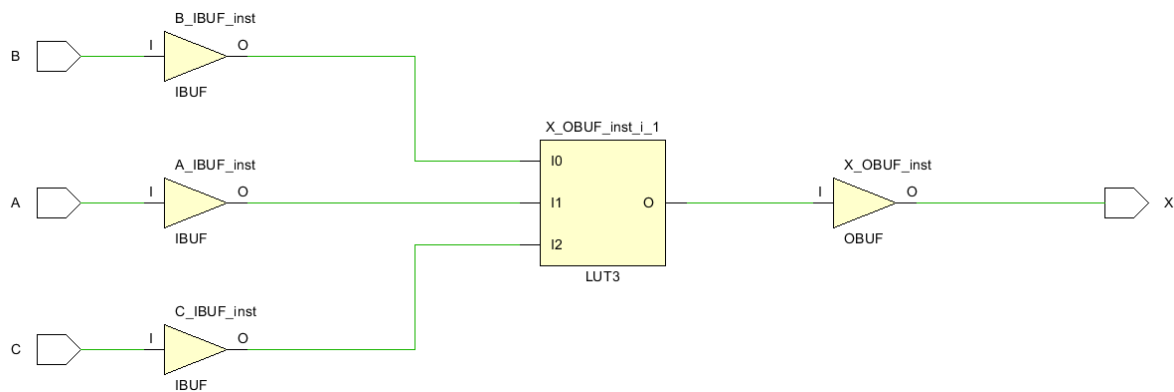 B_IBUF_inst
B
I
O
IBUF
X_OBUF_inst_i_1
A_IBUF_inst
I0
X_OBUF_inst
A
I
O
I1
O
I
O
X
IBUF
I2
OBUF
LUT3
C_IBUF_inst
C
I
O
IBUF